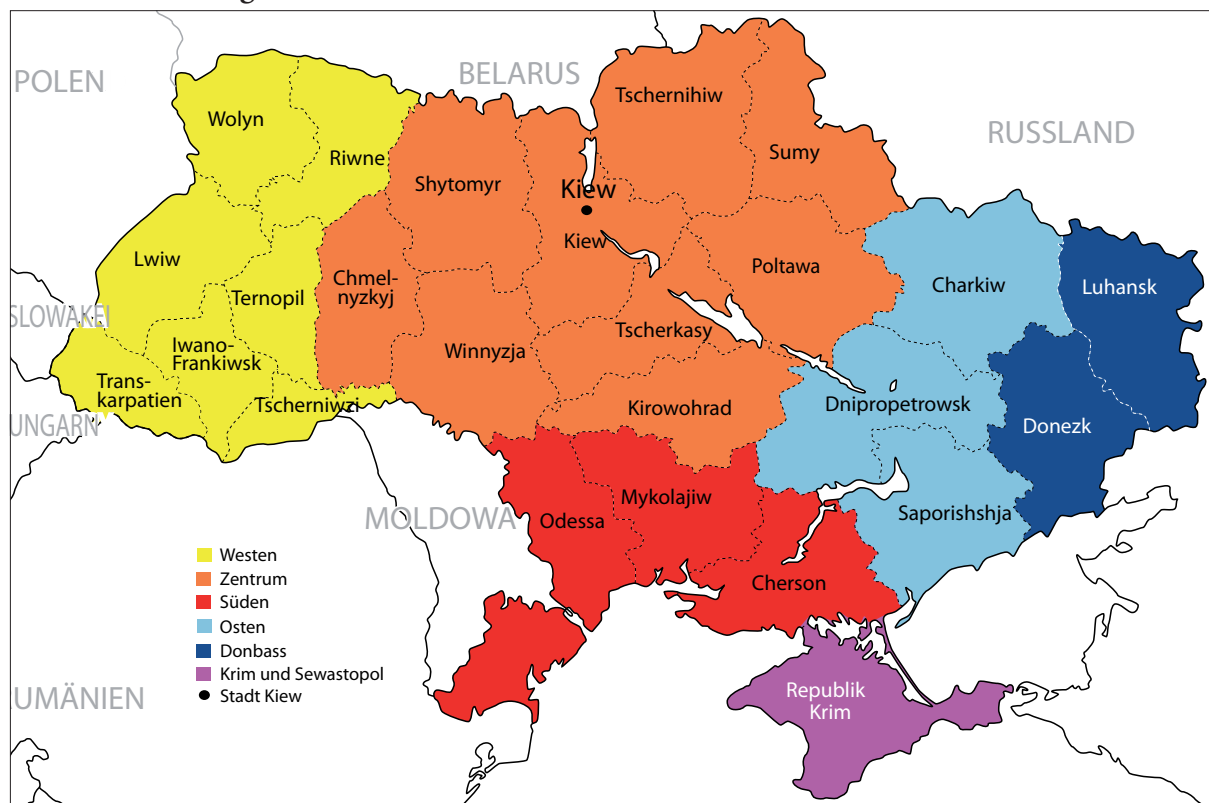 POLEN
BELARUS
RUSSLAND
Wolyn
Riwne
Shytomyr
Tschernihiw
Sumy
Kiew
Kiew
Lwiw
Ternopil
Chmel-
nyzkyj
Poltawa
Charkiw
Luhansk
SLOWAKEI
Iwano-
Frankiwsk
Winnyzja
Tscherkasy
Trans-
karpatien
Tscherniwzi
Kirowohrad
Dnipropetrowsk
Donezk
UNGARN
MOLDOWA
Odessa
Mykolajiw
Saporishshja
Cherson
Westen
Zentrum
Süden
Osten
Donbass
Krim und Sewastopol
Stadt Kiew
UMÄNIEN
Republik
Krim